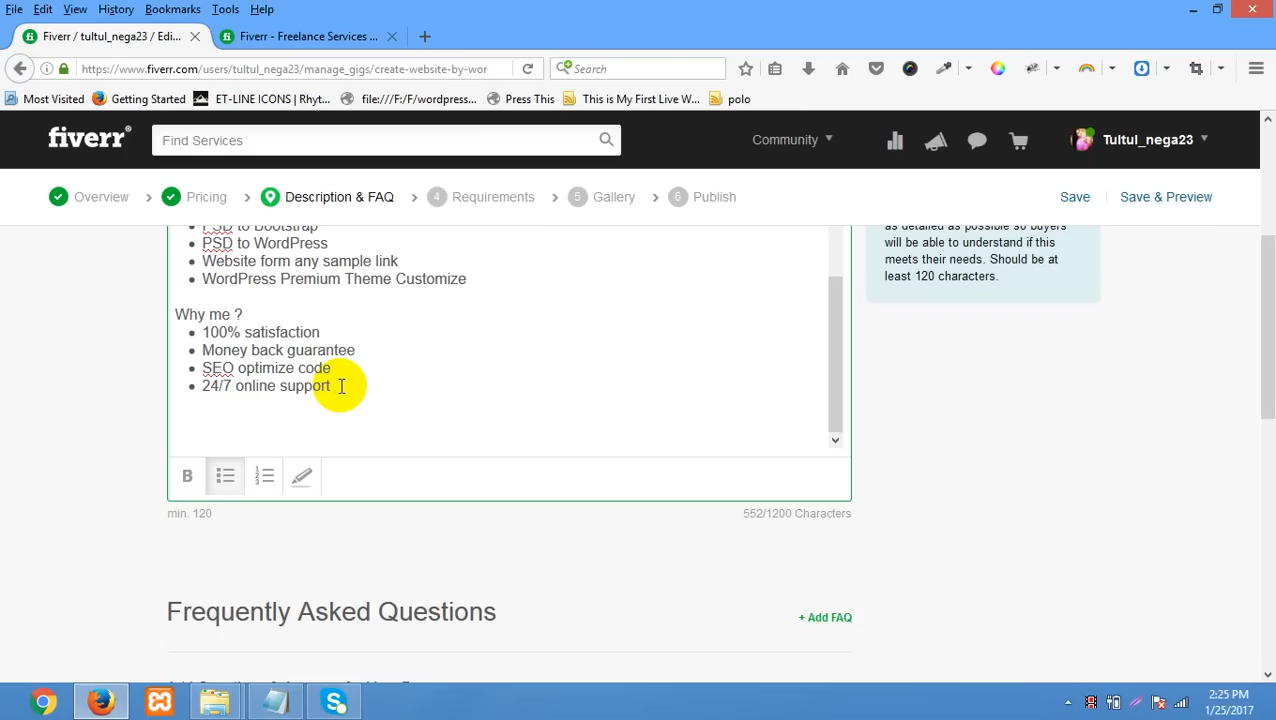 File Edit View History Bookmarks Tools Help
Fiverr / tultul_nega23 / Edi...
Fiverr - Freelance Services ...
https://www.fiverr.com/users/tultul_nega23/manage_gigs/create-website-by-wor
Search
Most Visited Getting Started ET-LINE ICONS | Rhyt... file:///F:/F/wordpress... Press This This is My First Live W... polo
fiverr®
Find Services
Community
Tultul_nega23
Overview Pricing Description & FAQ 4 Requirements 5 Gallery 6 Publish
Save Save & Preview
PSD to Bootstrap
PSD to WordPress
Website form any sample link
WordPress Premium Theme Customize
Why me ?
100% satisfaction
Money back guarantee
SEO optimize code
24/7 online support
as detailed as possible so buyers
will be able to understand if this
meets their needs. Should be at
least 120 characters.
B
min. 120
552/1200 Characters
Frequently Asked Questions
+ Add FAQ
2:25 PM
1/25/2017